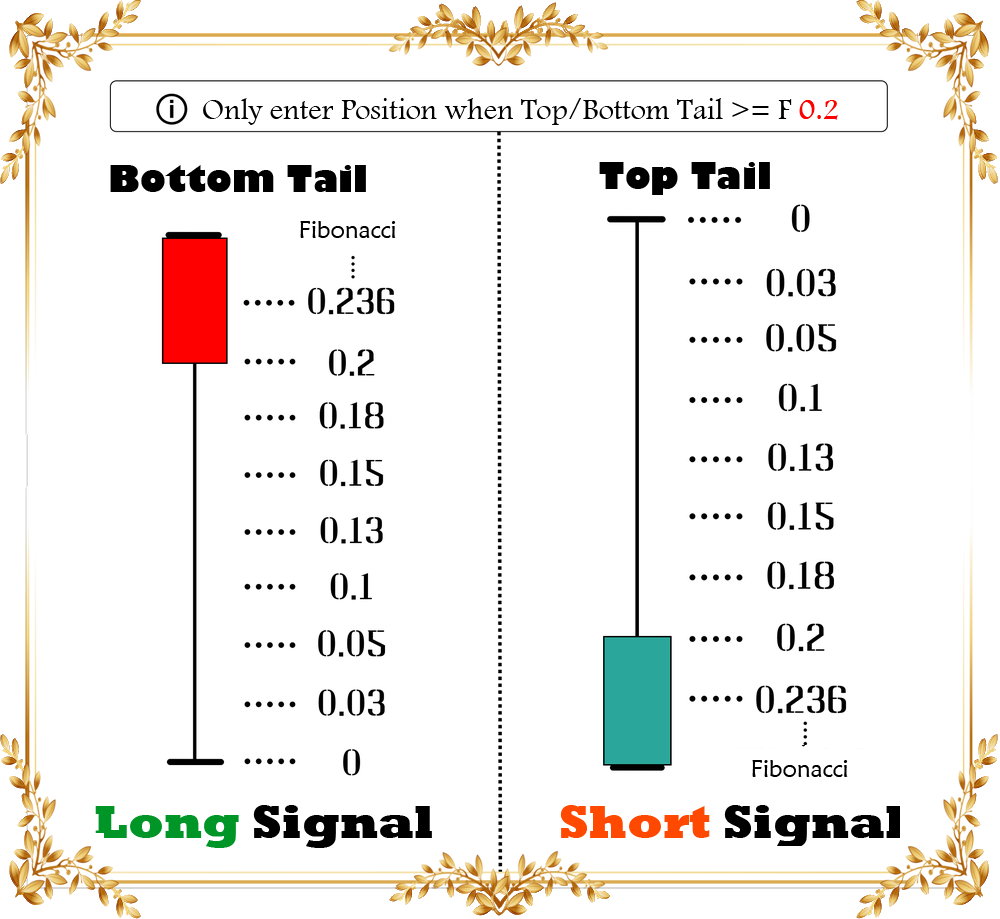 Only enter Position when Top/Bottom Tail >= F 0.2
Bottom Tail
Fibonacci
0.236
0.2
0.18
0.15
0.13
0.1
0.05
0.03
0
Long Signal
Top Tail
0
0.03
0.05
0.1
0.13
0.15
0.18
0.2
0.236
Fibonacci
Short Signal